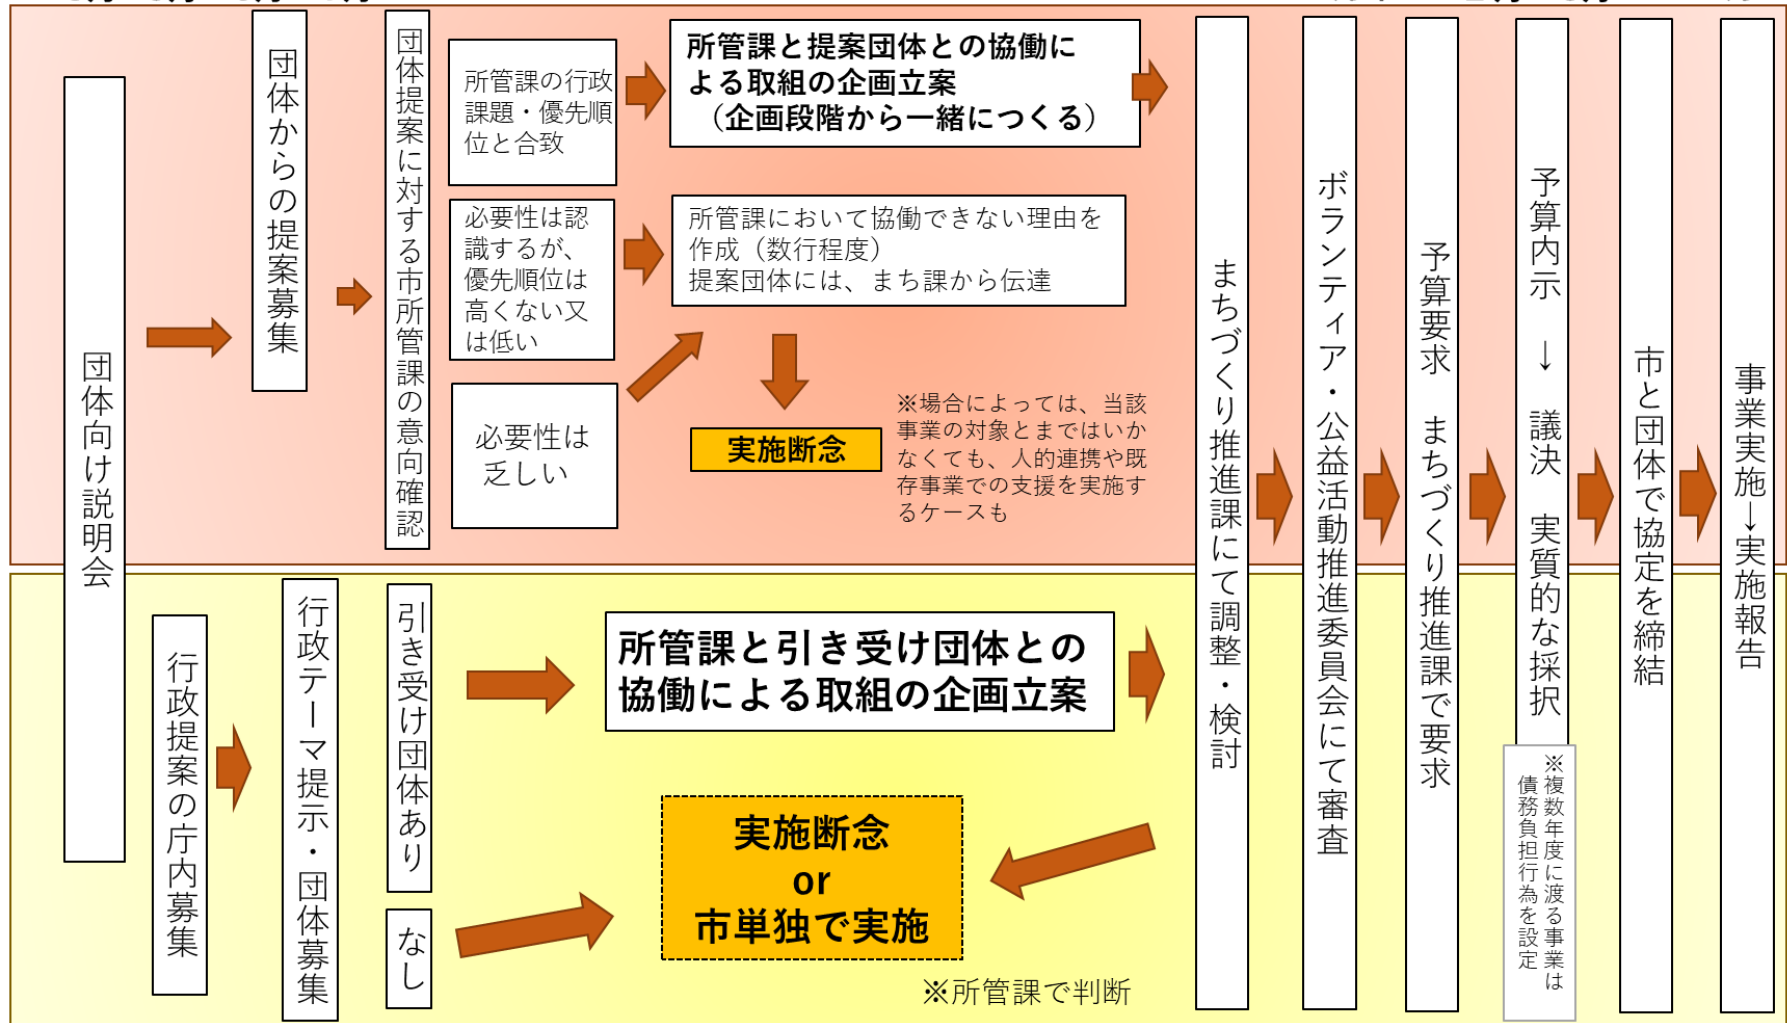 団体向け説明会
団体からの提案募集
団体提案に対する市所管課の意向確認
所管課の行政
課題・優先順
位と合致
所管課と提案団体との協働に
よる取組の企画立案
（企画段階から一緒につくる）
必要性は認
識するが、
優先順位は
高くない又
は低い
所管課において協働できない理由を
作成（数行程度）
提案団体には、まち課から伝達
必要性は
乏しい
実施断念
※場合によっては、当該
事業の対象とまではいか
なくても、人的連携や既
存事業での支援を実施す
るケースも
行政提案の庁内募集
行政テーマ提示・団体募集
引き受け団体あり
なし
所管課と引き受け団体との
協働による取組の企画立案
実施断念
or
市単独で実施
※所管課で判断
まちづくり推進課にて調整・検討
ボランティア・公益活動推進委員会にて審査
予算要求　まちづくり推進課で要求
予算内示　→　議決　実質的な採択
※複数年度に渡る事業は
債務負担行為を設定
市と団体で協定を締結
事業実施→実施報告